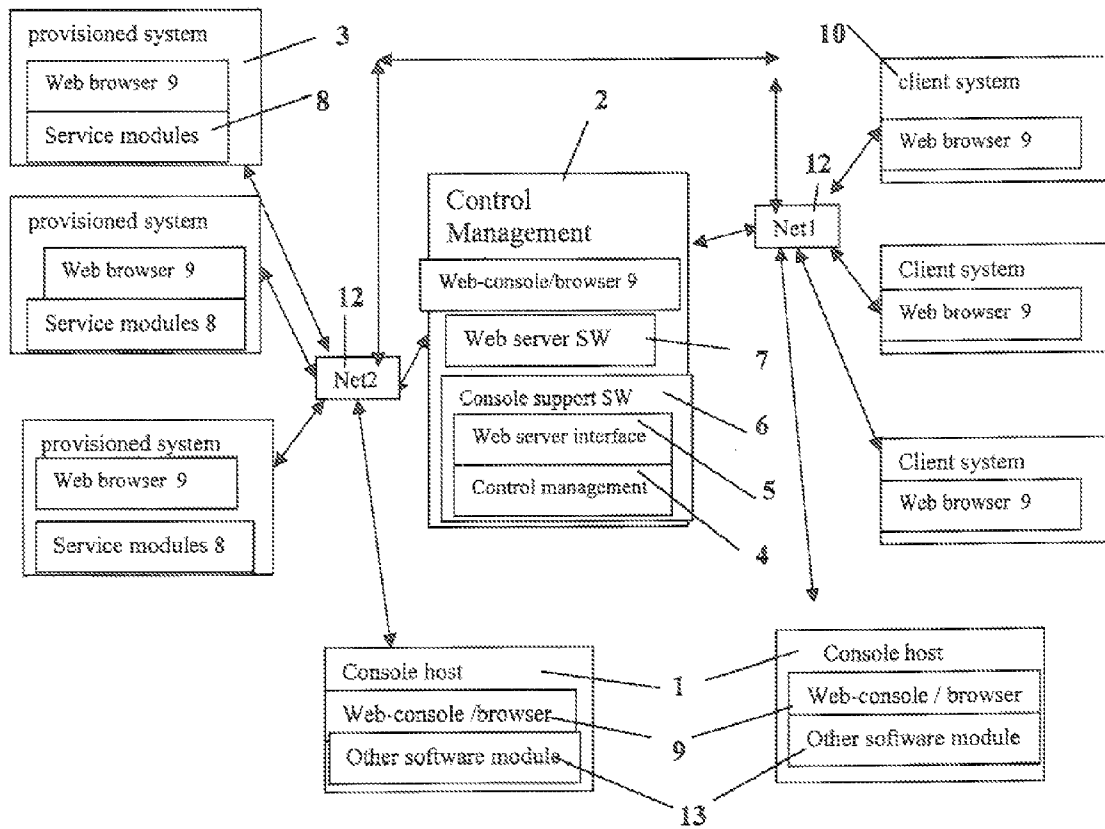 provisioned system
3
Web browser 9
8
Service modules
provisioned system
Web browser 9
Service modules 8
provisioned system
Web browser 9
Service modules 8
12
Net2
2
Control
Management
Web-console/browser 9
Web server SW
7
Console support SW
6
Web server interface
5
Control management
4
12
Net1
10
client system
Web browser 9
Client system
Web browser 9
Client system
Web browser 9
Console host
Web-console /browser
Other software module
1
9
13
Console host
Web-console / browser
Other software module